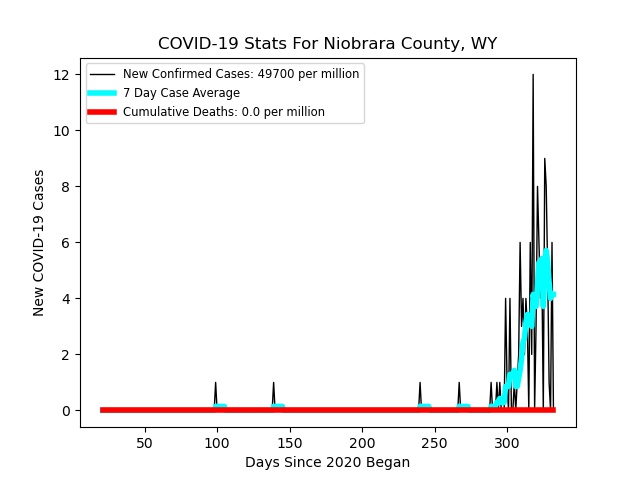 COVID-19 Stats For Niobrara County, WY
New Confirmed Cases: 49700 per million
7 Day Case Average
Cumulative Deaths: 0.0 per million
New COVID-19 Cases
12
10
8
6
4
2
0
50 100 150 200 250 300
Days Since 2020 Began